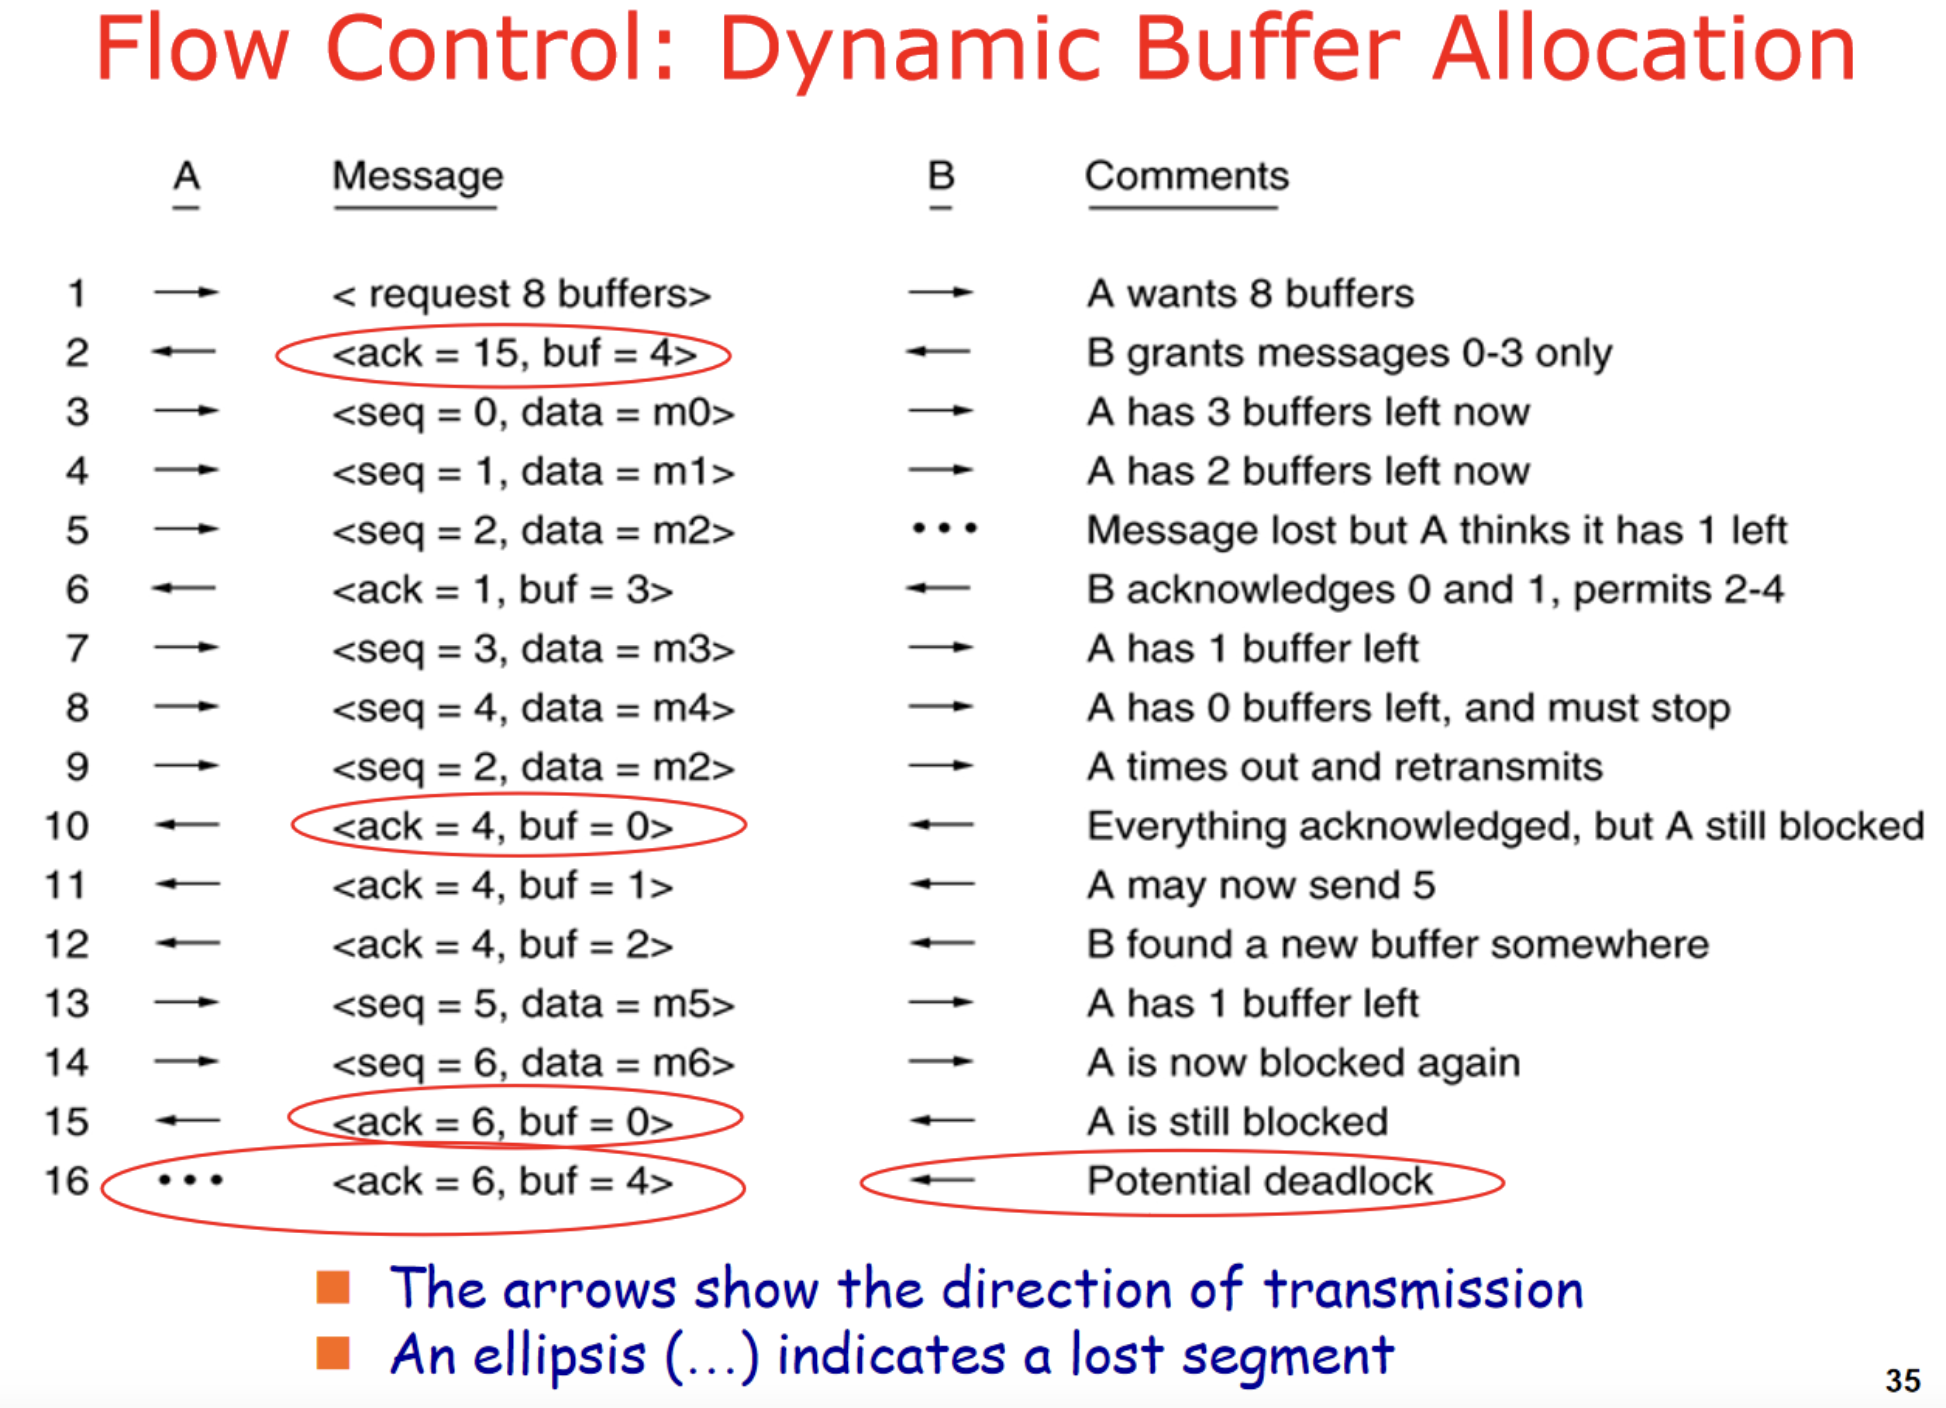 Flow Control: Dynamic Buffer Allocation
A Message B Comments
1 < request 8 buffers> A wants 8 buffers
2 <ack = 15, buf = 4> B grants messages 0-3 only
3 <seq = 0, data = m0> A has 3 buffers left now
4 <seq = 1, data = m1> A has 2 buffers left now
5 <seq = 2, data = m2> ••• Message lost but A thinks it has 1 left
6 <ack = 1, buf = 3> B acknowledges 0 and 1, permits 2-4
7 <seq = 3, data = m3> A has 1 buffer left
8 <seq = 4, data = m4> A has 0 buffers left, and must stop
9 <seq = 2, data = m2> A times out and retransmits
10 <ack = 4, buf = 0> Everything acknowledged, but A still blocked
11 <ack = 4, buf = 1> A may now send 5
12 <ack = 4, buf = 2> B found a new buffer somewhere
13 <seq = 5, data = m5> A has 1 buffer left
14 <seq = 6, data = m6> A is now blocked again
15 <ack = 6, buf = 0> A is still blocked
16 ••• <ack = 6, buf = 4> Potential deadlock
The arrows show the direction of transmission
An ellipsis (...) indicates a lost segment
35